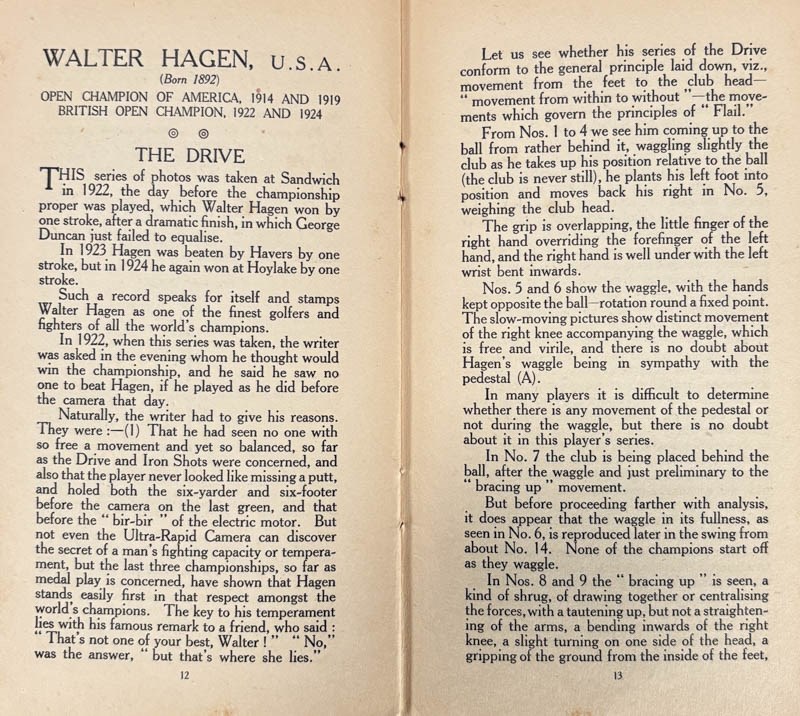 WALTER HAGEN, U.S.A.
(Born 1892)
OPEN CHAMPION OF AMERICA, 1914 AND 1919
BRITISH OPEN CHAMPION, 1922 AND 1924
THE DRIVE
THIS series of photos was taken at Sandwich
in 1922, the day before the championship
proper was played, which Walter Hagen won by
one stroke, after a dramatic finish, in which George
Duncan just failed to equalise.
In 1923 Hagen was beaten by Havers by one
stroke, but in 1924 he again won at Hoylake by one
stroke.
Such a record speaks for itself and stamps
Walter Hagen as one of the finest golfers and
fighters of all the world's champions.
In 1922, when this series was taken, the writer
was asked in the evening whom he thought would
win the championship, and he said he saw no
one to beat Hagen, if he played as he did before
the camera that day.
Naturally, the writer had to give his reasons.
They were :—(1) That he had seen no one with
so free a movement and yet so balanced, so far
as the Drive and Iron Shots were concerned, and
also that the player never looked like missing a putt,
and holed both the six-yarder and six-footer
before the camera on the last green, and that
before the " bir-bir " of the electric motor. But
not even the Ultra-Rapid Camera can discover
the secret of a man's fighting capacity or tempera-
ment, but the last three championships, so far as
medal play is concerned, have shown that Hagen
stands easily first in that respect amongst the
world's champions. The key to his temperament
lies with his famous remark to a friend, who said :
" That's not one of your best, Walter ! " " No,"
was the answer, " but that's where she lies."
12
Let us see whether his series of the Drive
conform to the general principle laid down, viz.,
movement from the feet to the club head—
" movement from within to without "—the move-
ments which govern the principles of " Flail."
From Nos. 1 to 4 we see him coming up to the
ball from rather behind it, waggling slightly the
club as he takes up his position relative to the ball
(the club is never still), he plants his left foot into
position and moves back his right in No. 5,
weighing the club head.
The grip is overlapping, the little finger of the
right hand overriding the forefinger of the left
hand, and the right hand is well under with the left
wrist bent inwards.
Nos. 5 and 6 show the waggle, with the hands
kept opposite the ball—rotation round a fixed point.
The slow-moving pictures show distinct movement
of the right knee accompanying the waggle, which
is free and virile, and there is no doubt about
Hagen's waggle being in sympathy with the
pedestal (A).
In many players it is difficult to determine
whether there is any movement of the pedestal or
not during the waggle, but there is no doubt
about it in this player's series.
In No. 7 the club is being placed behind the
ball, after the waggle and just preliminary to the
" bracing up " movement.
But before proceeding farther with analysis,
it does appear that the waggle in its fullness, as
seen in No. 6, is reproduced later in the swing from
about No. 14. None of the champions start off
as they waggle.
In Nos. 8 and 9 the " bracing up " is seen, a
kind of shrug, of drawing together or centralising
the forces, with a tautening up, but not a straighten-
ing of the arms, a bending inwards of the right
knee, a slight turning on one side of the head, a
gripping of the ground from the inside of the feet,
13